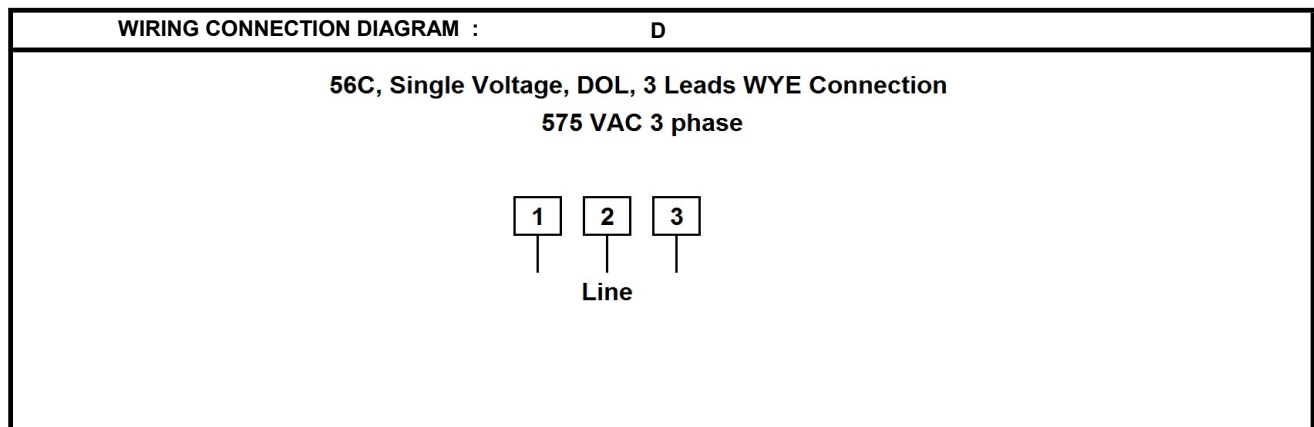 WIRING CONNECTION DIAGRAM : D
56C, Single Voltage, DOL, 3 Leads WYE Connection
575 VAC 3 phase
1 2 3
Line